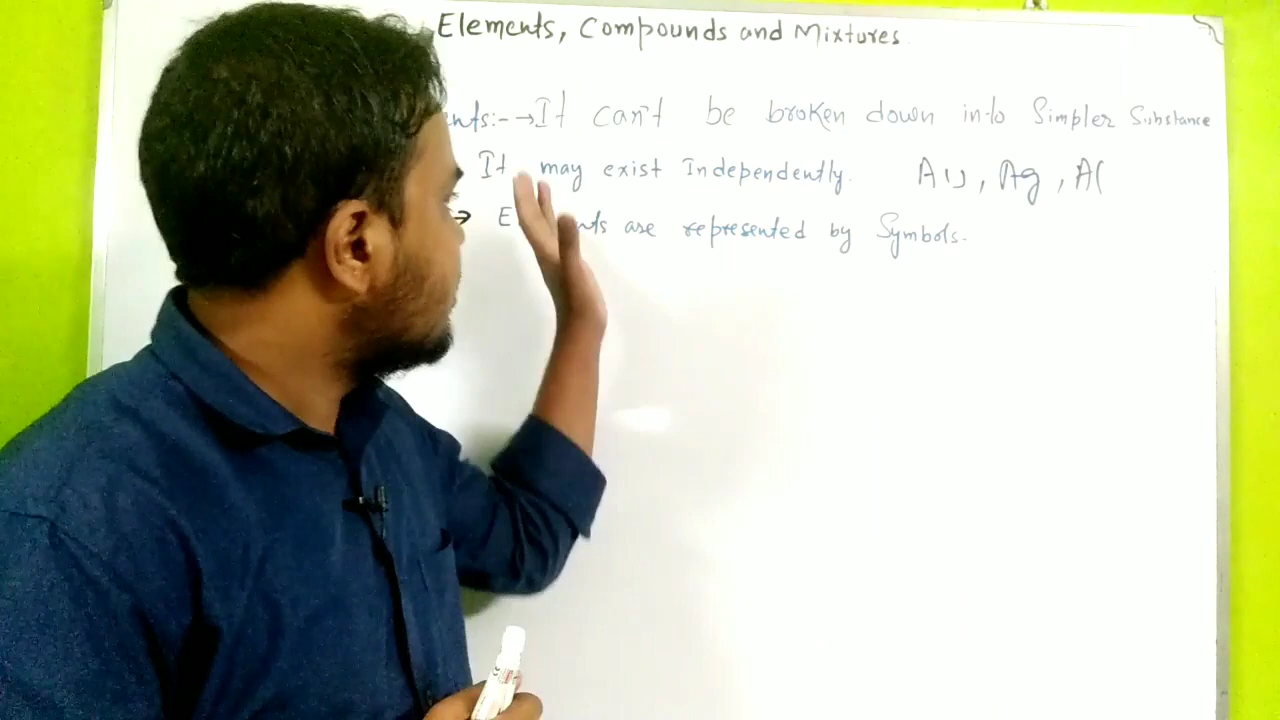 Elements, Compounds and Mixtures
ents:- → It can't be broken down into Simpler Substance
It may exist Independently. Au, Ag, Al
→ E nts are represented by Symbols.